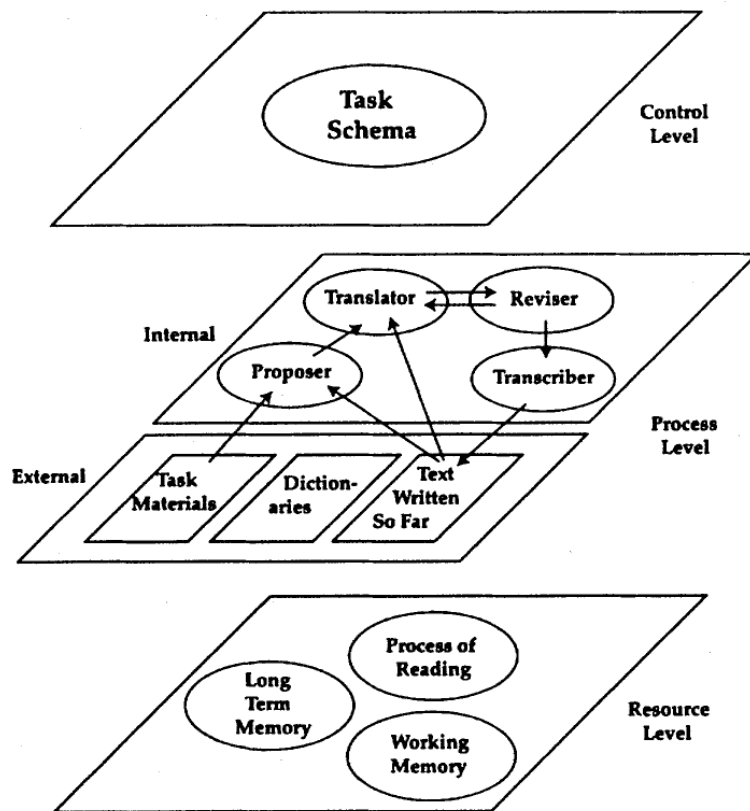 Task
Schema
Control
Level
Translator
Reviser
Internal
Proposer
Transcriber
Process
Level
External
Task
Materials
Diction-
aries
Text
Written
So Far
Process of
Reading
Long
Term
Memory
Working
Memory
Resource
Level